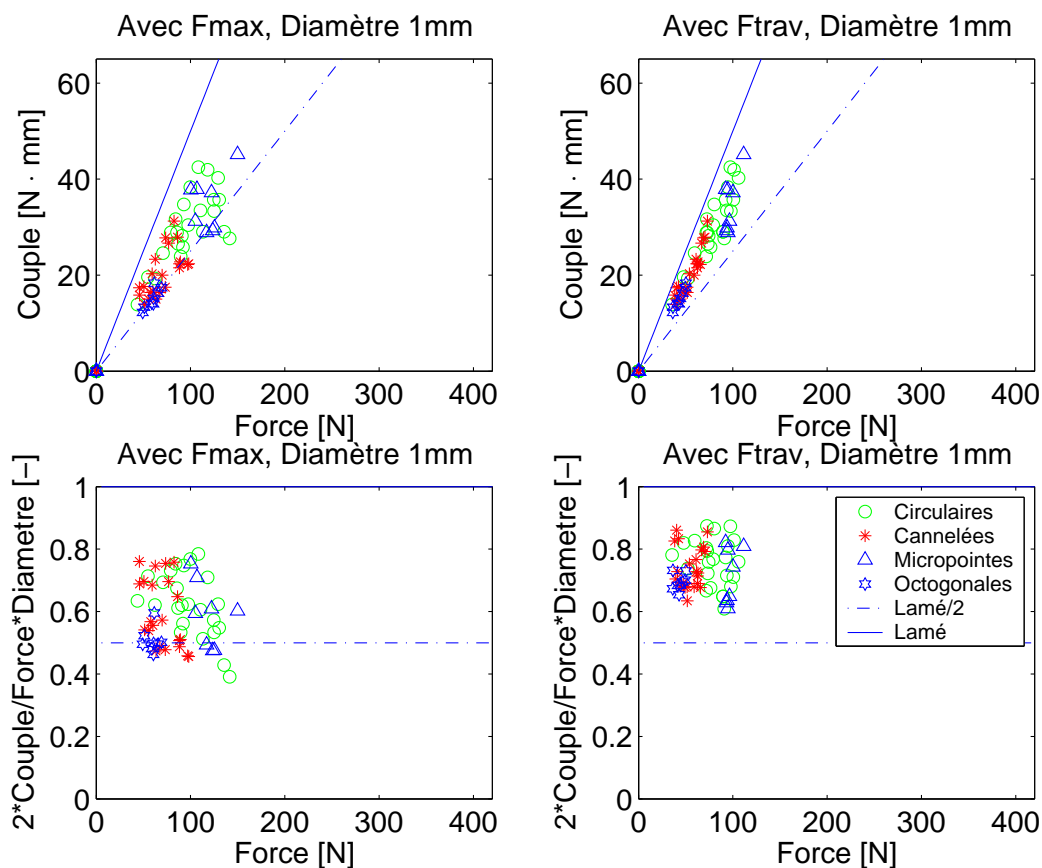 Avec Fmax, Diamètre 1mm
60
40
20
0
0 100 200 300 400
Couple [N · mm]
Force [N]
Avec Ftrav, Diamètre 1mm
60
40
20
0
0 100 200 300 400
Couple [N · mm]
Force [N]
Avec Fmax, Diamètre 1mm
1
0.8
0.6
0.4
0.2
0
0 100 200 300 400
2*Couple/Force*Diametre [–]
Force [N]
Avec Ftrav, Diamètre 1mm
1
0.8
0.6
0.4
0.2
0
0 100 200 300 400
2*Couple/Force*Diametre [–]
Force [N]
Circulaires
Cannelées
Micropointes
Octogonales
Lamé/2
Lamé